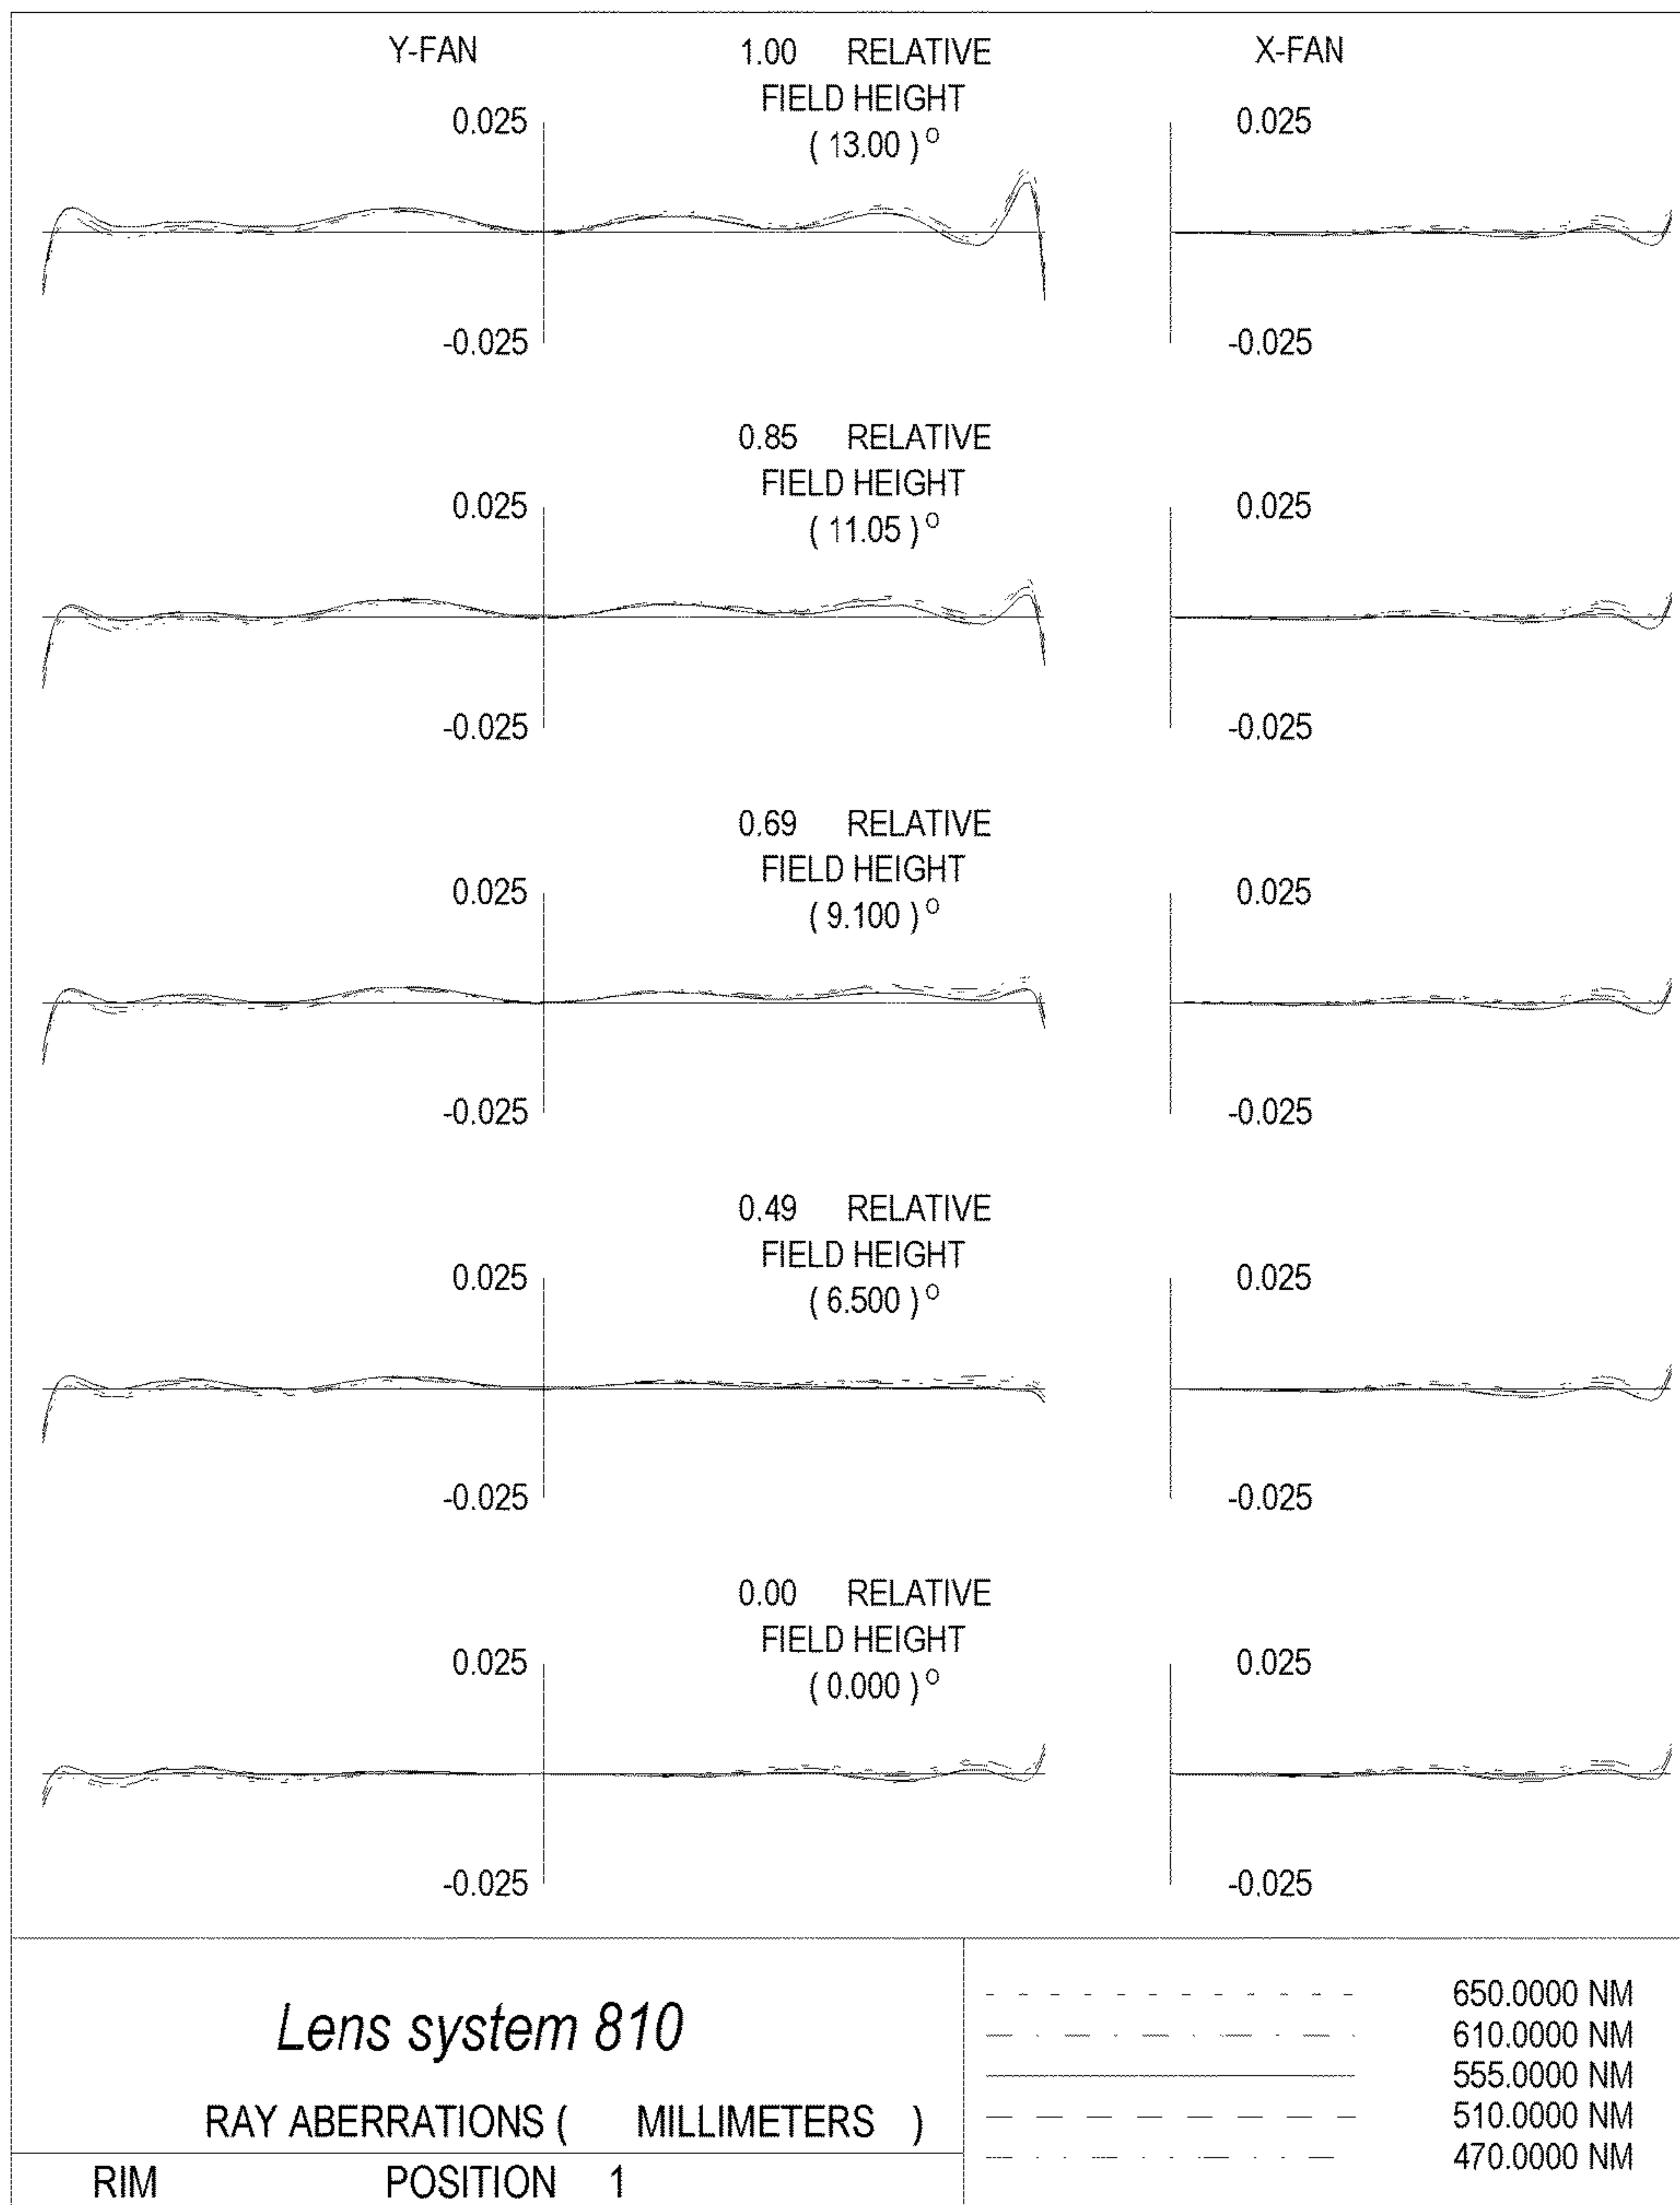 Y-FAN 1.00 RELATIVE X-FAN
FIELD HEIGHT
0.025 ( 13.00 )° 0.025
-0.025 -0.025
0.85 RELATIVE
FIELD HEIGHT
0.025 ( 11.05 )° 0.025
-0.025 -0.025
0.69 RELATIVE
FIELD HEIGHT
0.025 ( 9.100 )° 0.025
-0.025 -0.025
0.49 RELATIVE
FIELD HEIGHT
0.025 ( 6.500 )° 0.025
-0.025 -0.025
0.00 RELATIVE
FIELD HEIGHT
0.025 ( 0.000 )° 0.025
-0.025 -0.025
Lens system 810
RAY ABERRATIONS ( MILLIMETERS )
RIM POSITION 1
650.0000 NM
610.0000 NM
555.0000 NM
510.0000 NM
470.0000 NM